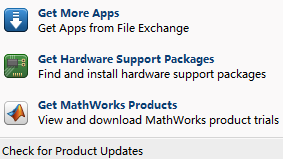 Get More Apps
Get Apps from File Exchange
Get Hardware Support Packages
Find and install hardware support packages
Get MathWorks Products
View and download MathWorks product trials
Check for Product Updates